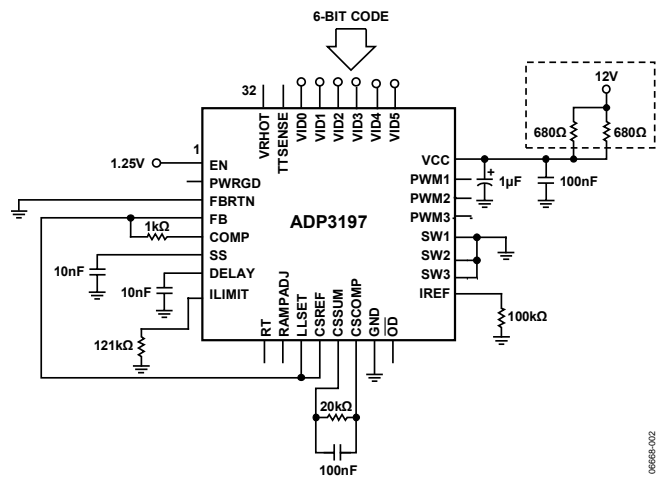 6-BIT CODE
12V
680Ω
680Ω
32
VRHOT
TTSENSE
VID0
VID1
VID2
VID3
VID4
VID5
1
1.25V
EN
PWRGD
FBRTN
FB
1kΩ
COMP
SS
10nF
DELAY
10nF
ILIMIT
121kΩ
ADP3197
VCC
PWM1
1µF
+
100nF
PWM2
PWM3
SW1
SW2
SW3
IREF
100kΩ
RT
RAMPADJ
LLSET
CSREF
CSSUM
CSCOMP
GND
OD
20kΩ
100nF
06668-002